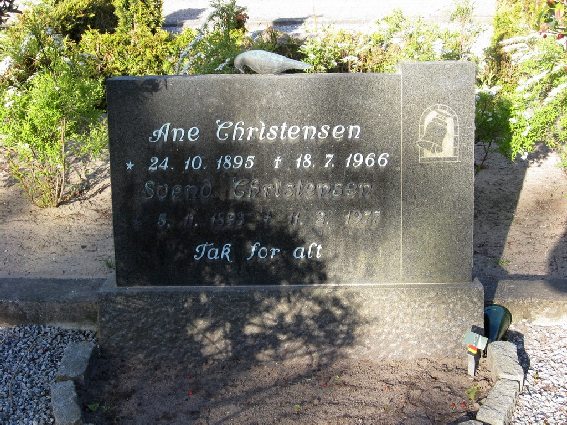 Ane Christensen
* 24. 10. 1895 † 18. 7. 1966
Svend Christensen
Tak for alt